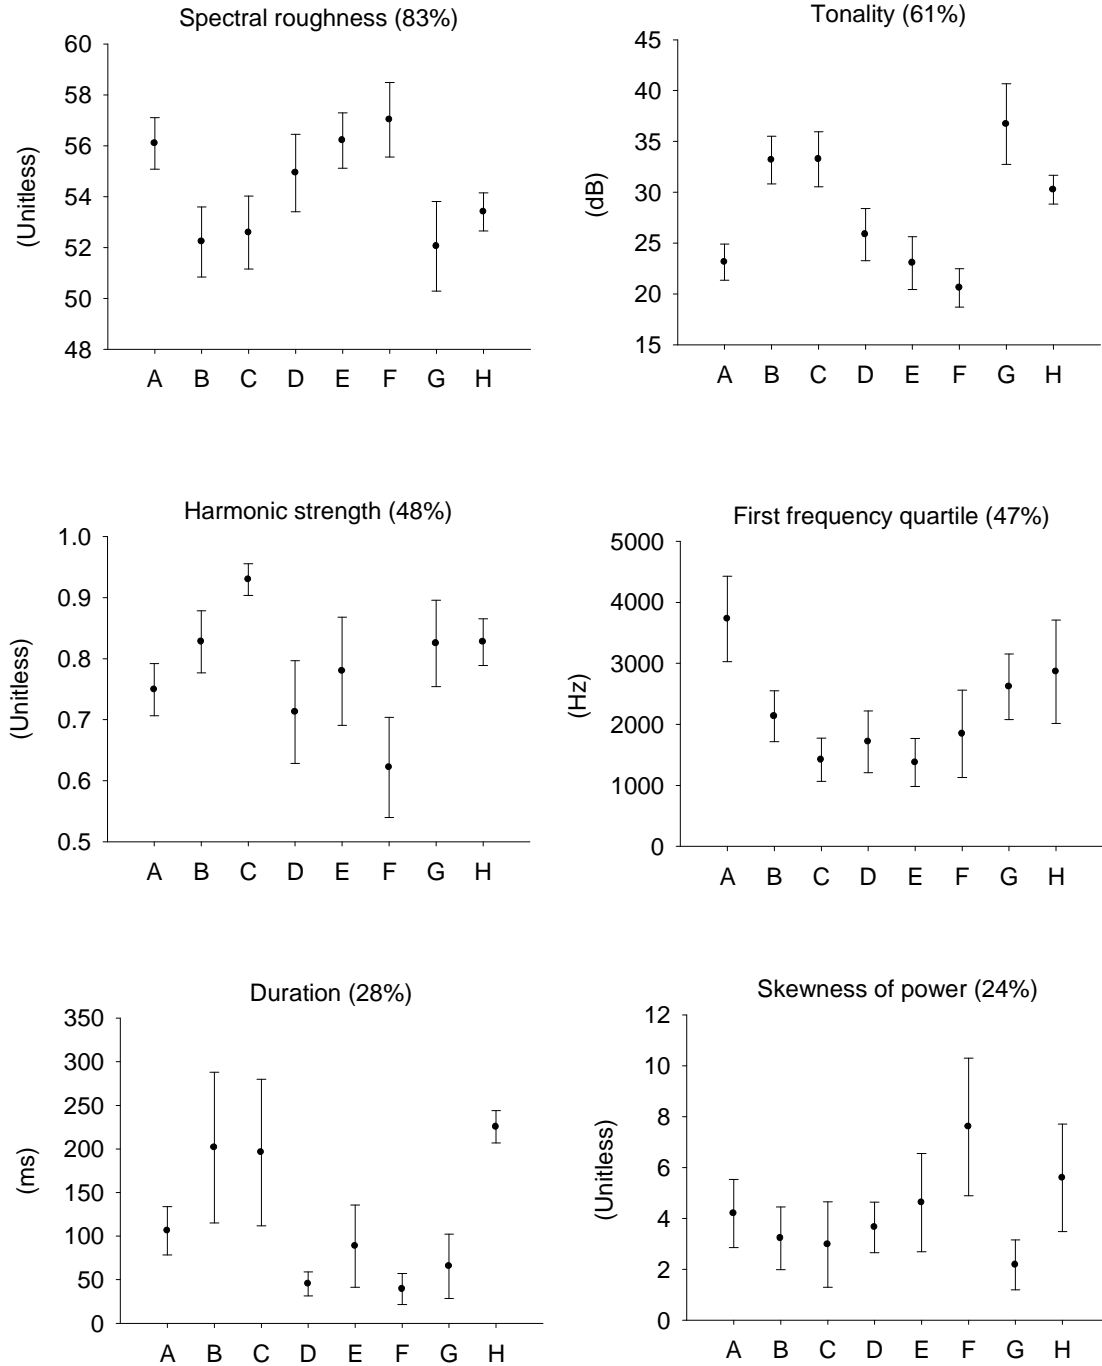 Spectral roughness (83%)
60
58
56
54
52
50
48
(Unitless)
A B C D E F G H
Tonality (61%)
45
40
35
30
25
20
15
(dB)
A B C D E F G H
Harmonic strength (48%)
1.0
0.9
0.8
0.7
0.6
0.5
(Unitless)
A B C D E F G H
First frequency quartile (47%)
5000
4000
3000
2000
1000
0
(Hz)
A B C D E F G H
Duration (28%)
350
300
250
200
150
100
50
0
(ms)
A B C D E F G H
Skewness of power (24%)
12
10
8
6
4
2
0
(Unitless)
A B C D E F G H